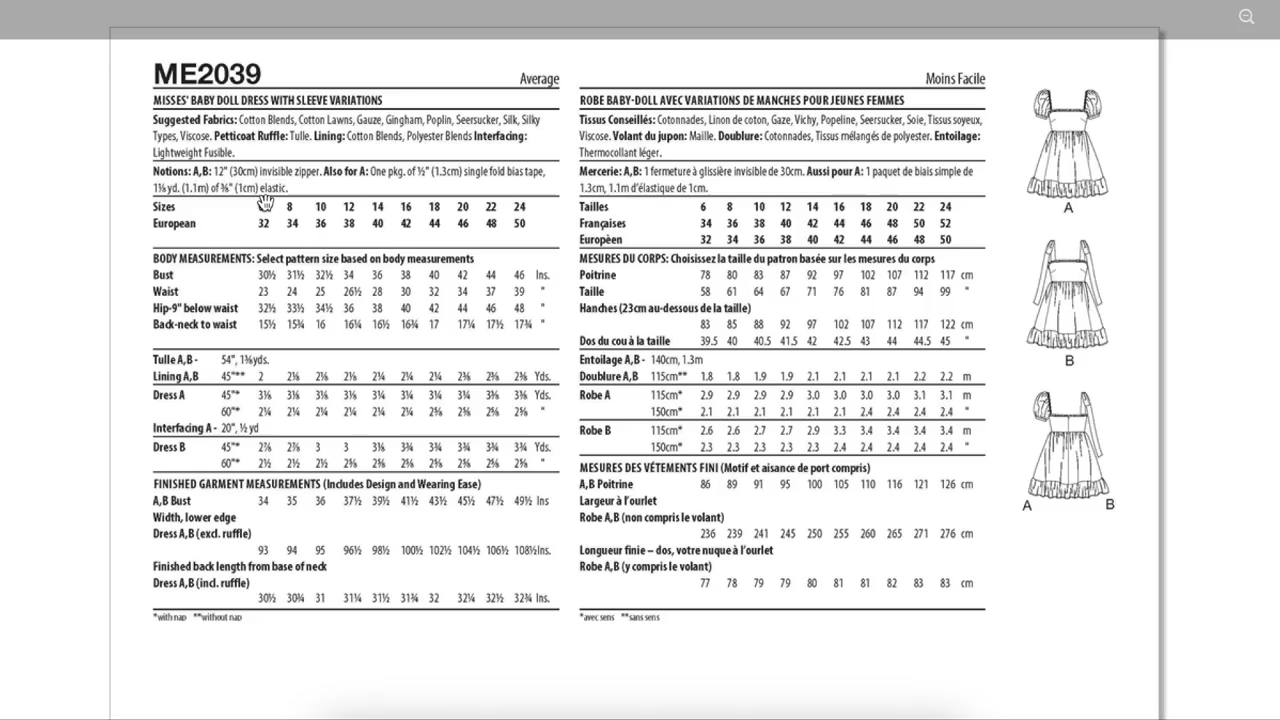 ME2039
Average
MISSES' BABY DOLL DRESS WITH SLEEVE VARIATIONS
Suggested Fabrics: Cotton Blends, Cotton Lawns, Gauze, Gingham, Poplin, Seersucker, Silk, Silky
Types, Viscose. Petticoat Ruffle: Tulle. Lining: Cotton Blends, Polyester Blends Interfacing:
Lightweight Fusible.
Notions: A,B: 12" (30cm) invisible zipper. Also for A: One pkg. of ½" (1.3cm) single fold bias tape,
1⅛ yd. (1.1m) of ⅜" (1cm) elastic.
Sizes 8 10 12 14 16 18 20 22 24
European 32 34 36 38 40 42 44 46 48 50
BODY MEASUREMENTS: Select pattern size based on body measurements
Bust 30½ 31½ 32½ 34 36 38 40 42 44 46 Ins.
Waist 23 24 25 26½ 28 30 32 34 37 39 "
Hip-9" below waist 32½ 33½ 34½ 36 38 40 42 44 46 48 "
Back-neck to waist 15½ 15¾ 16 16¼ 16½ 16¾ 17 17¼ 17½ 17¾ "
Tulle A,B - 54", 1⅜yds.
Lining A,B 45"** 2 2⅛ 2⅛ 2⅛ 2¼ 2¼ 2¼ 2⅜ 2⅜ 2⅜ Yds.
Dress A 45"* 3⅛ 3⅛ 3⅛ 3⅛ 3¼ 3¼ 3¼ 3¼ 3⅜ 3⅜ Yds.
60"* 2¼ 2¼ 2¼ 2¼ 2¼ 2⅝ 2⅝ 2⅝ 2⅝ "
Interfacing A - 20", ½ yd
Dress B 45"* 2⅞ 2⅞ 3 3 3⅛ 3¾ 3¾ 3¾ 3¾ 3¾ Yds.
60"* 2½ 2½ 2½ 2⅝ 2⅝ 2⅝ 2⅝ 2⅝ 2⅝ "
FINISHED GARMENT MEASUREMENTS (Includes Design and Wearing Ease)
A,B Bust 34 35 36 37½ 39½ 41½ 43½ 45½ 47½ 49½ Ins
Width, lower edge
Dress A,B (excl. ruffle)
93 94 95 96½ 98½ 100½ 102½ 104½ 106½ 108½Ins.
Finished back length from base of neck
Dress A,B (incl. ruffle)
30½ 30¾ 31 31¼ 31½ 31¾ 32 32¼ 32½ 32¾ Ins.
*with nap **without nap
Moins Facile
ROBE BABY-DOLL AVEC VARIATIONS DE MANCHES POUR JEUNES FEMMES
Tissus Conseillés: Cotonnades, Linon de coton, Gaze, Vichy, Popeline, Seersucker, Soie, Tissus soyeux,
Viscose. Volant du jupon: Maille. Doublure: Cotonnades, Tissus mélangés de polyester. Entoilage:
Thermocollant léger.
Mercerie: A,B: 1 fermeture à glissière invisible de 30cm. Aussi pour A: 1 paquet de biais simple de
1.3cm, 1.1m d'élastique de 1cm.
Tailles 6 8 10 12 14 16 18 20 22 24
Françaises 34 36 38 40 42 44 46 48 50 52
Europèen 32 34 36 38 40 42 44 46 48 50
MESURES DU CORPS: Choisissez la taille du patron basée sur les mesures du corps
Poitrine 78 80 83 87 92 97 102 107 112 117 cm
Taille 58 61 64 67 71 76 81 87 94 99 "
Hanches (23cm au-dessous de la taille)
83 85 88 92 97 102 107 112 117 122 cm
Dos du cou à la taille 39.5 40 40.5 41.5 42 42.5 43 44 44.5 45 "
Entoilage A,B - 140cm, 1.3m
Doublure A,B 115cm** 1.8 1.8 1.9 1.9 2.1 2.1 2.1 2.1 2.2 2.2 m
Robe A 115cm* 2.9 2.9 2.9 2.9 3.0 3.0 3.0 3.0 3.1 3.1 m
150cm* 2.1 2.1 2.1 2.1 2.1 2.4 2.4 2.4 2.4 "
Robe B 115cm* 2.6 2.6 2.7 2.7 2.9 3.3 3.4 3.4 3.4 3.4 m
150cm* 2.3 2.3 2.3 2.3 2.3 2.4 2.4 2.4 2.4 2.4 "
MESURES DES VÉTEMENTS FINI (Motif et aisance de port compris)
A,B Poitrine 86 89 91 95 100 105 110 116 121 126 cm
Largeur à l'ourlet
Robe A,B (non compris le volant)
236 239 241 245 250 255 260 265 271 276 cm
Longueur finie – dos, votre nuque à l'ourlet
Robe A,B (y compris le volant)
77 78 79 79 80 81 81 82 83 83 cm
*avec sens **sans sens
A
B
A B